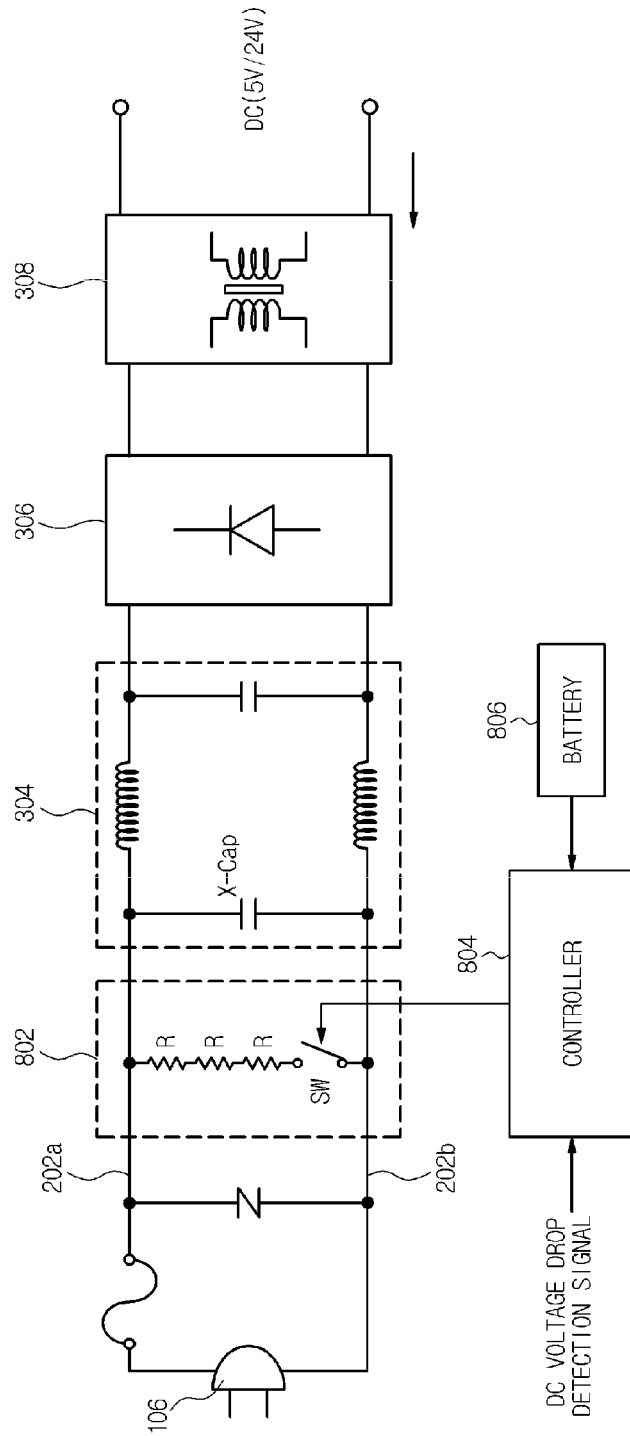 308
306
304
802
202a
106
X-Cap
R
R
R
SW
202b
DC(5V/24V)
806
BATTERY
804
CONTROLLER
DC VOLTAGE DROP
DETECTION SIGNAL